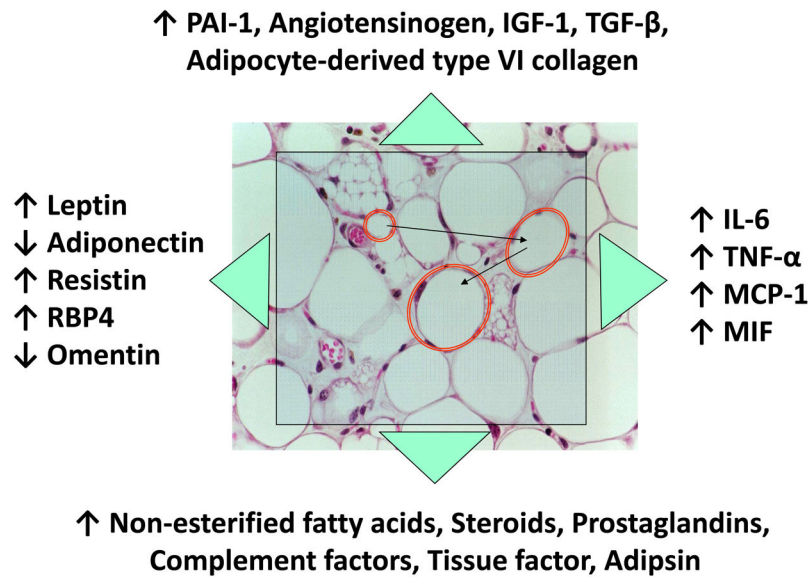 ↑ PAI-1, Angiotensinogen, IGF-1, TGF-β,
Adipocyte-derived type VI collagen
↑ Leptin
↓ Adiponectin
↑ Resistin
↑ RBP4
↓ Omentin
↑ IL-6
↑ TNF-α
↑ MCP-1
↑ MIF
↑ Non-esterified fatty acids, Steroids, Prostaglandins,
Complement factors, Tissue factor, Adipsin